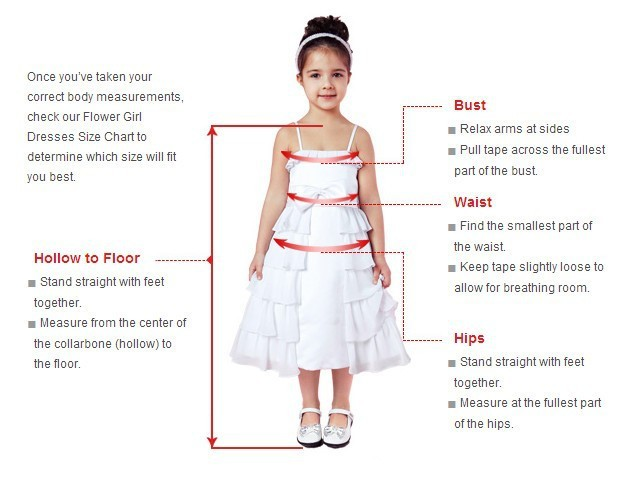 Once you've taken your
correct body measurements,
check our Flower Girl
Dresses Size Chart to
determine which size will fit
you best.
Hollow to Floor
Stand straight with feet
together.
Measure from the center of
the collarbone (hollow) to
the floor.
Bust
Relax arms at sides
Pull tape across the fullest
part of the bust.
Waist
Find the smallest part of
the waist.
Keep tape slightly loose to
allow for breathing room.
Hips
Stand straight with feet
together.
Measure at the fullest part
of the hips.